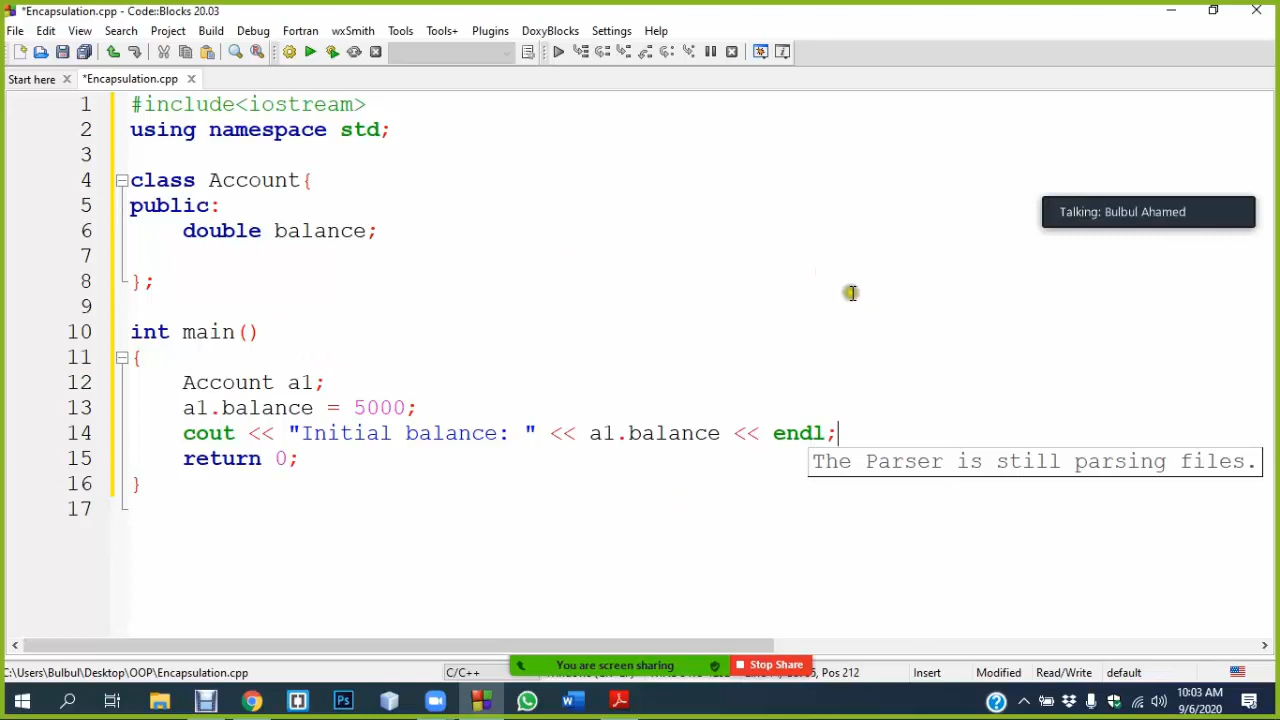 *Encapsulation.cpp - Code::Blocks 20.03
File Edit View Search Project Build Debug Fortran wxSmith Tools Tools+ Plugins DoxyBlocks Settings Help
Start here *Encapsulation.cpp
1 #include<iostream>
2 using namespace std;
3
4 class Account{
5 public:
Talking: Bulbul Ahamed
6 double balance;
7
8 };
9
10 int main()
11 {
12 Account a1;
13 a1.balance = 5000;
14 cout << "Initial balance: " << a1.balance << endl;
15 return 0;
The Parser is still parsing files.
16 }
17
You are screen sharing Stop Share
C:\Users\Bulbul\Desktop\OOP\Encapsulation.cpp C/C++ Pos 212 Insert Modified Read/Write default
10:03 AM
9/6/2020